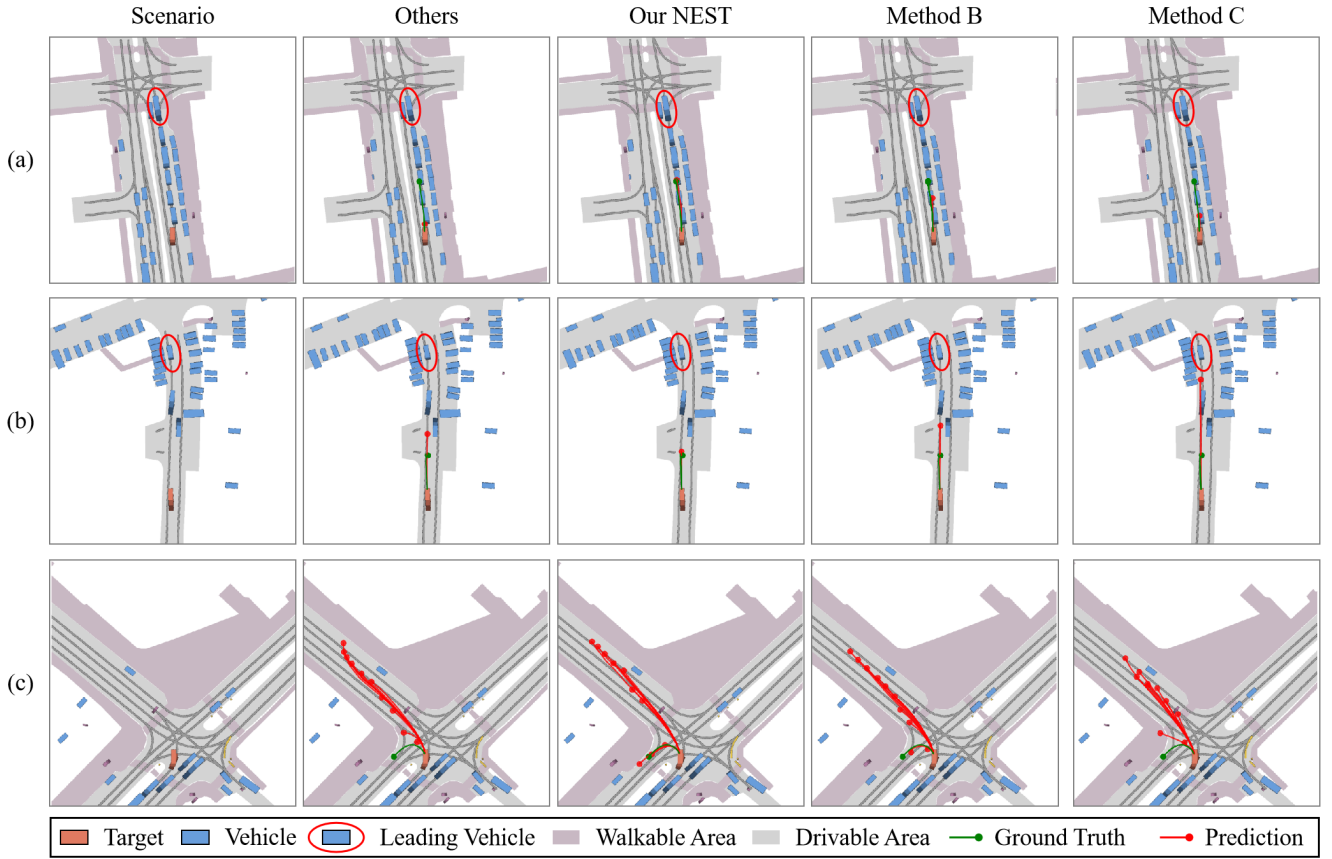 Scenario Others Our NEST Method B Method C
(a)
(b)
(c)
Target Vehicle Leading Vehicle Walkable Area Drivable Area Ground Truth Prediction